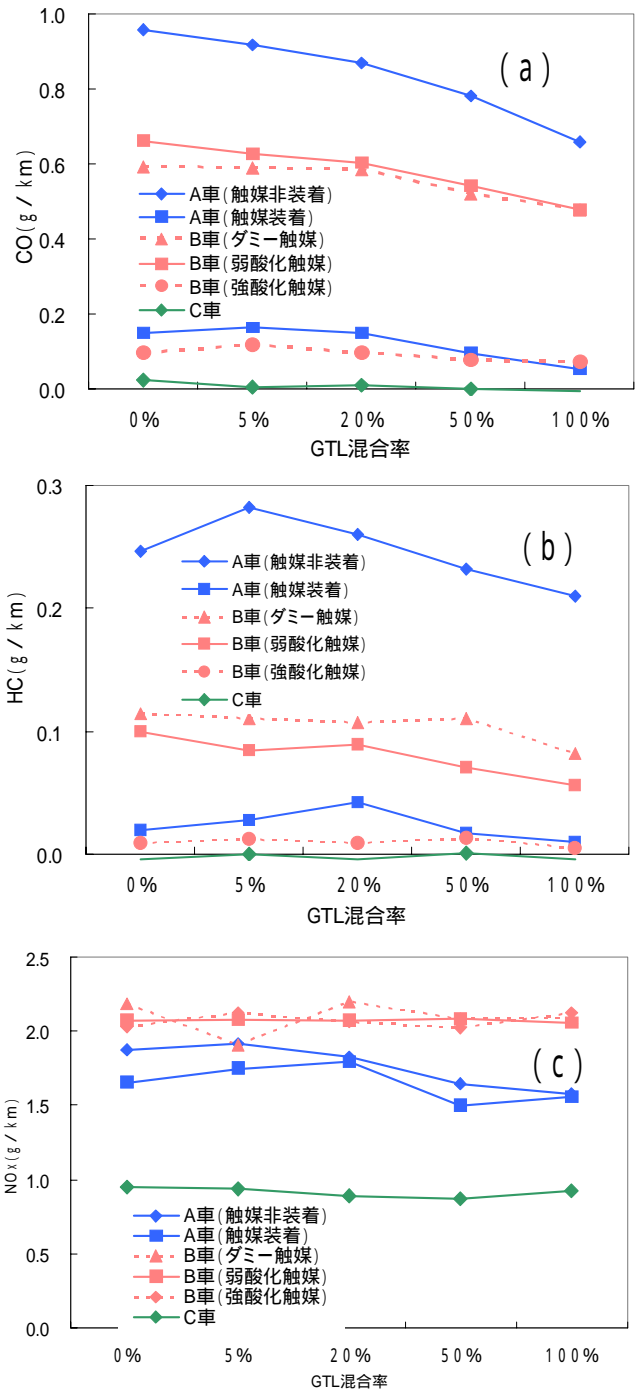 1.0
0.8
0.6
0.4
0.2
0.0
CO(g/km)
(a)
A車(触媒非装着)
A車(触媒装着)
B車(ダミー触媒)
B車(弱酸化触媒)
B車(強酸化触媒)
C車
0% 5% 20% 50% 100%
GTL混合率
0.3
0.2
0.1
0.0
HC(g/km)
(b)
A車(触媒非装着)
A車(触媒装着)
B車(ダミー触媒)
B車(弱酸化触媒)
B車(強酸化触媒)
C車
0% 5% 20% 50% 100%
GTL混合率
2.5
2.0
1.5
1.0
0.5
0.0
NOx(g/km)
(c)
A車(触媒非装着)
A車(触媒装着)
B車(ダミー触媒)
B車(弱酸化触媒)
B車(強酸化触媒)
C車
0% 5% 20% 50% 100%
GTL混合率